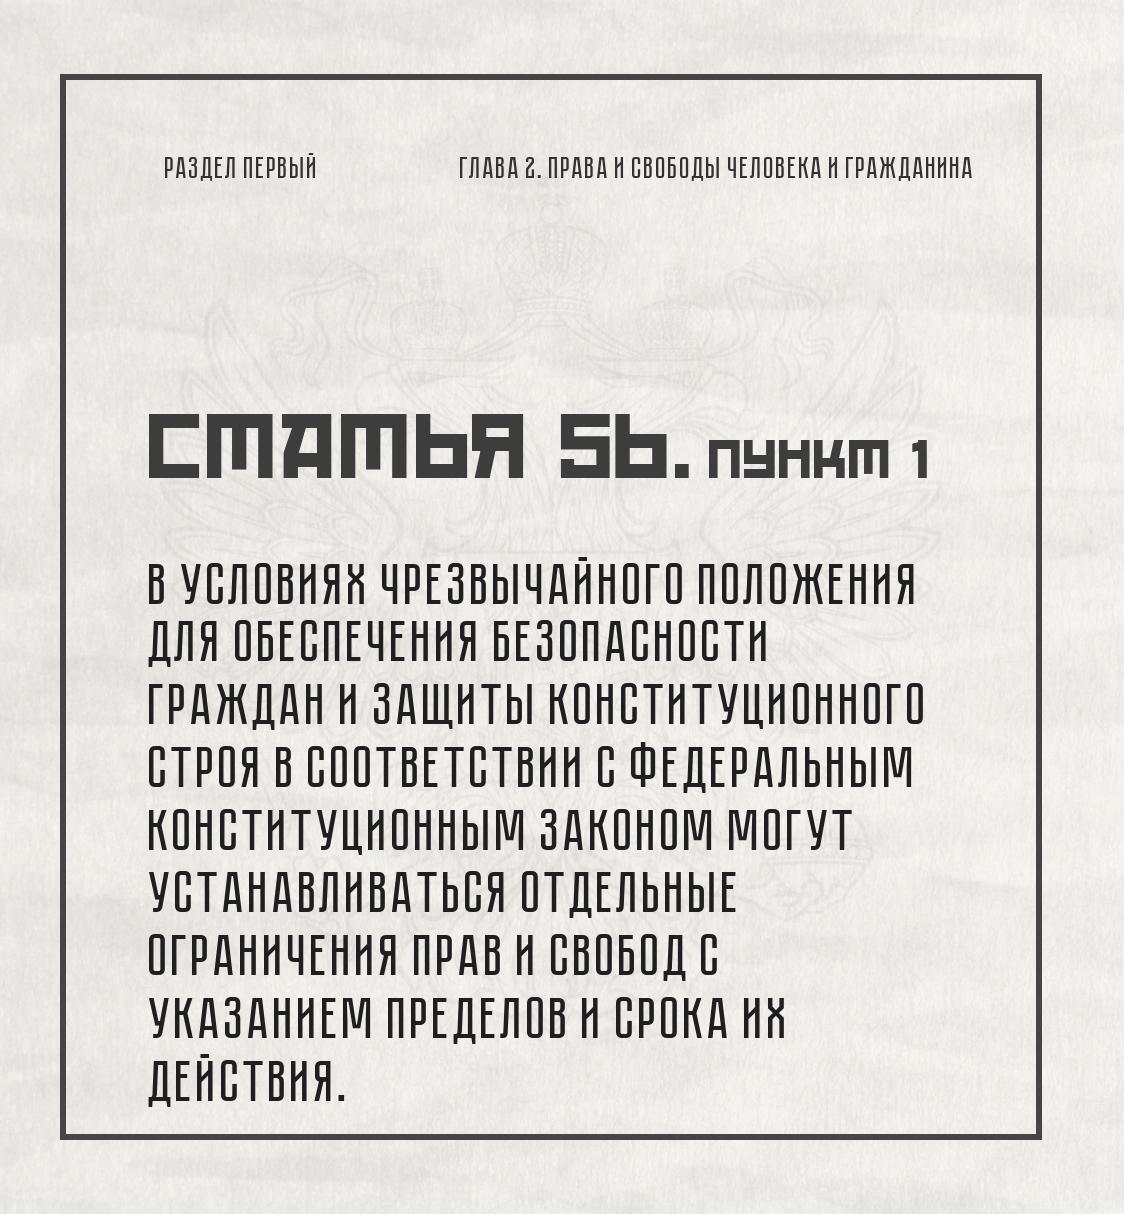 РАЗДЕЛ ПЕРВЫЙ
ГЛАВА 2. ПРАВА И СВОБОДЫ ЧЕЛОВЕКА И ГРАЖДАНИНА
СТАТЬЯ 56. ПУНКТ 1
В УСЛОВИЯХ ЧРЕЗВЫЧАЙНОГО ПОЛОЖЕНИЯ
ДЛЯ ОБЕСПЕЧЕНИЯ БЕЗОПАСНОСТИ
ГРАЖДАН И ЗАЩИТЫ КОНСТИТУЦИОННОГО
СТРОЯ В СООТВЕТСТВИИ С ФЕДЕРАЛЬНЫМ
КОНСТИТУЦИОННЫМ ЗАКОНОМ МОГУТ
УСТАНАВЛИВАТЬСЯ ОТДЕЛЬНЫЕ
ОГРАНИЧЕНИЯ ПРАВ И СВОБОД С
УКАЗАНИЕМ ПРЕДЕЛОВ И СРОКА ИХ
ДЕЙСТВИЯ.